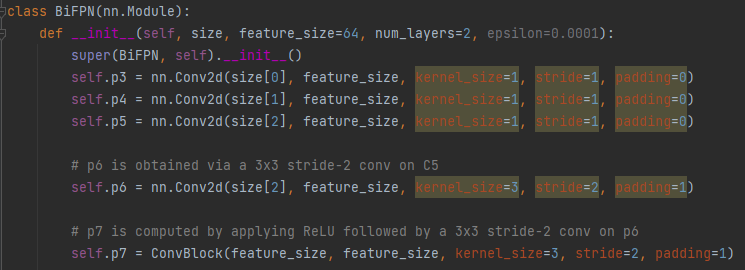 class BiFPN(nn.Module):
    def __init__(self, size, feature_size=64, num_layers=2, epsilon=0.0001):
        super(BiFPN, self).__init__()
        self.p3 = nn.Conv2d(size[0], feature_size, kernel_size=1, stride=1, padding=0)
        self.p4 = nn.Conv2d(size[1], feature_size, kernel_size=1, stride=1, padding=0)
        self.p5 = nn.Conv2d(size[2], feature_size, kernel_size=1, stride=1, padding=0)
        # p6 is obtained via a 3x3 stride-2 conv on C5
        self.p6 = nn.Conv2d(size[2], feature_size, kernel_size=3, stride=2, padding=1)
        # p7 is computed by applying ReLU followed by a 3x3 stride-2 conv on p6
        self.p7 = ConvBlock(feature_size, feature_size, kernel_size=3, stride=2, padding=1)